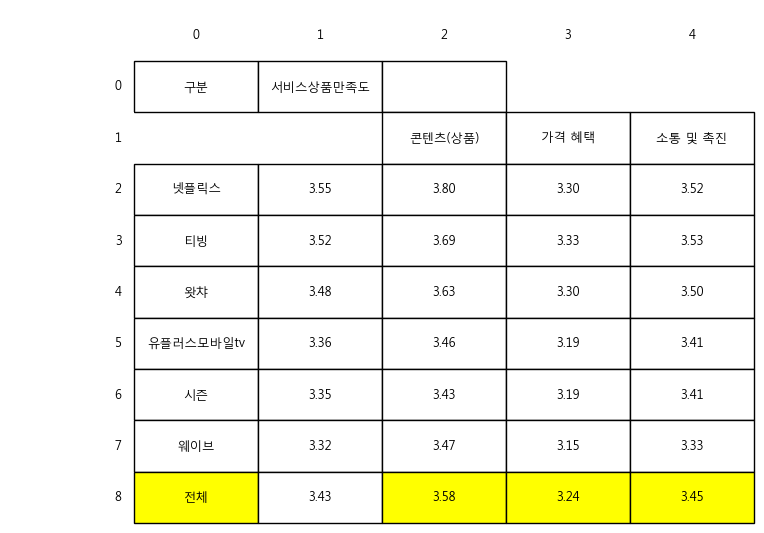 0 1 2 3 4
0 구분 서비스상품만족도
1 콘텐츠(상품) 가격 혜택 소통 및 촉진
2 넷플릭스 3.55 3.80 3.30 3.52
3 티빙 3.52 3.69 3.33 3.53
4 왓챠 3.48 3.63 3.30 3.50
5 유플러스모바일tv 3.36 3.46 3.19 3.41
6 시즌 3.35 3.43 3.19 3.41
7 웨이브 3.32 3.47 3.15 3.33
8 전체 3.43 3.58 3.24 3.45